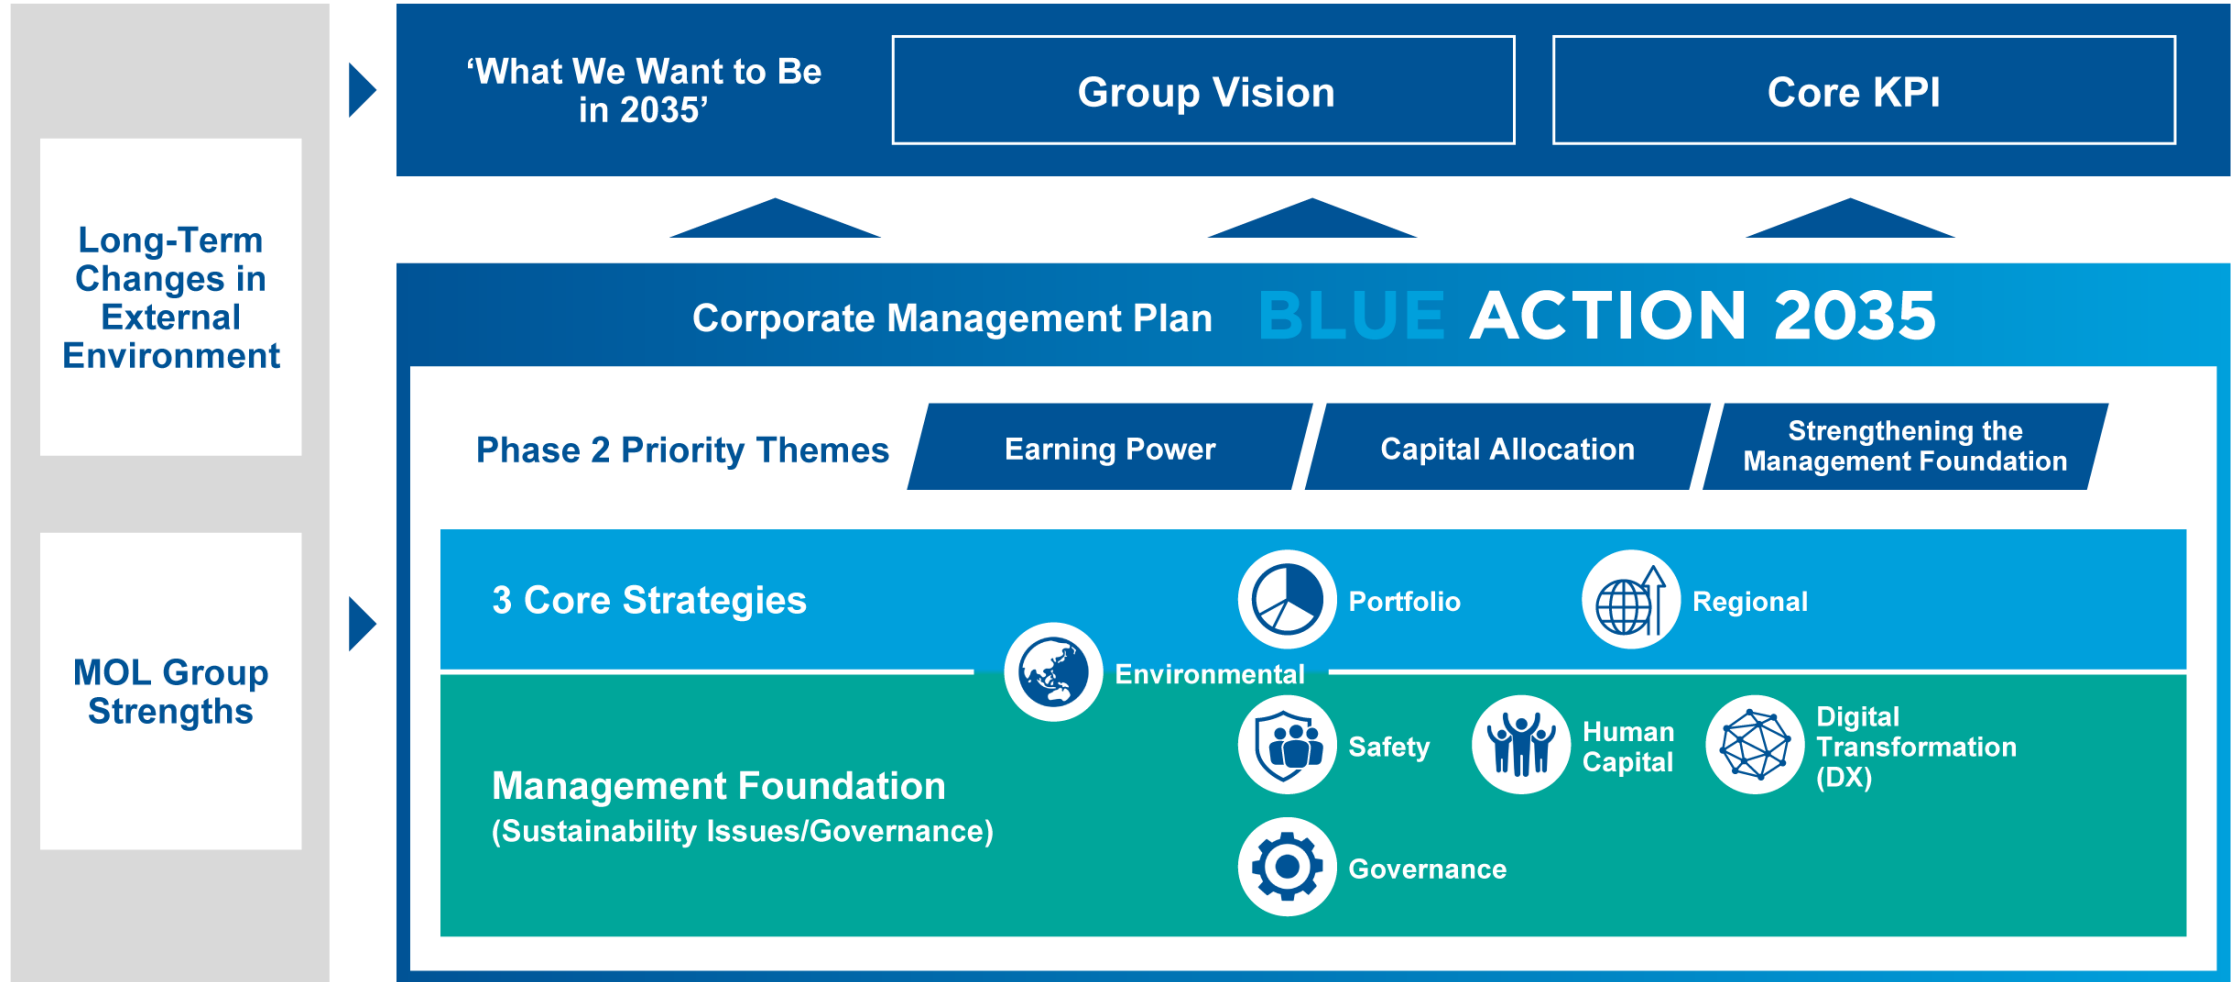 Long-Term
Changes in
External
Environment
MOL Group
Strengths
‘What We Want to Be
in 2035’
Group Vision
Core KPI
Corporate Management Plan BLUE ACTION 2035
Phase 2 Priority Themes
Earning Power
Capital Allocation
Strengthening the
Management Foundation
3 Core Strategies
Portfolio
Regional
Environmental
Management Foundation
(Sustainability Issues/Governance)
Safety
Human
Capital
Digital
Transformation
(DX)
Governance